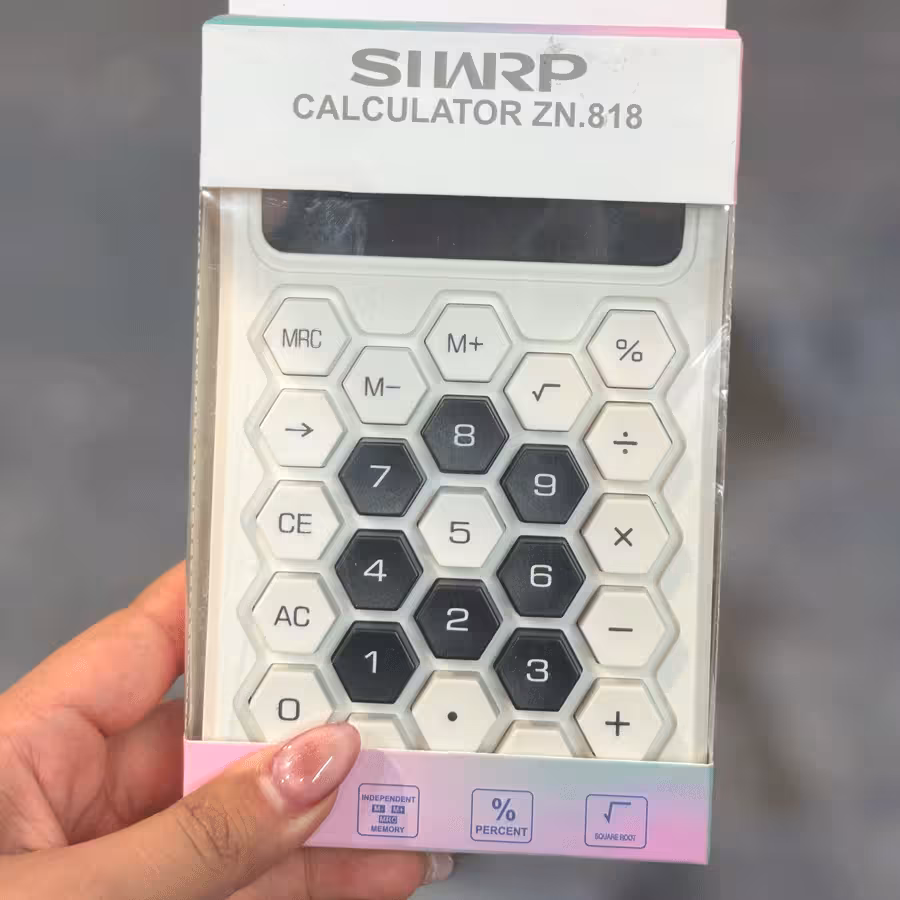 SIIWRP
CALCULATOR ZN.818
MRC M+ %
M− √
→ 8 ÷
7 9
CE 5 ×
4 6
AC 2 −
1 3
0 • +
INDEPENDENT
M- M+
MRC
MEMORY
%
PERCENT
√
SQUARE ROOT